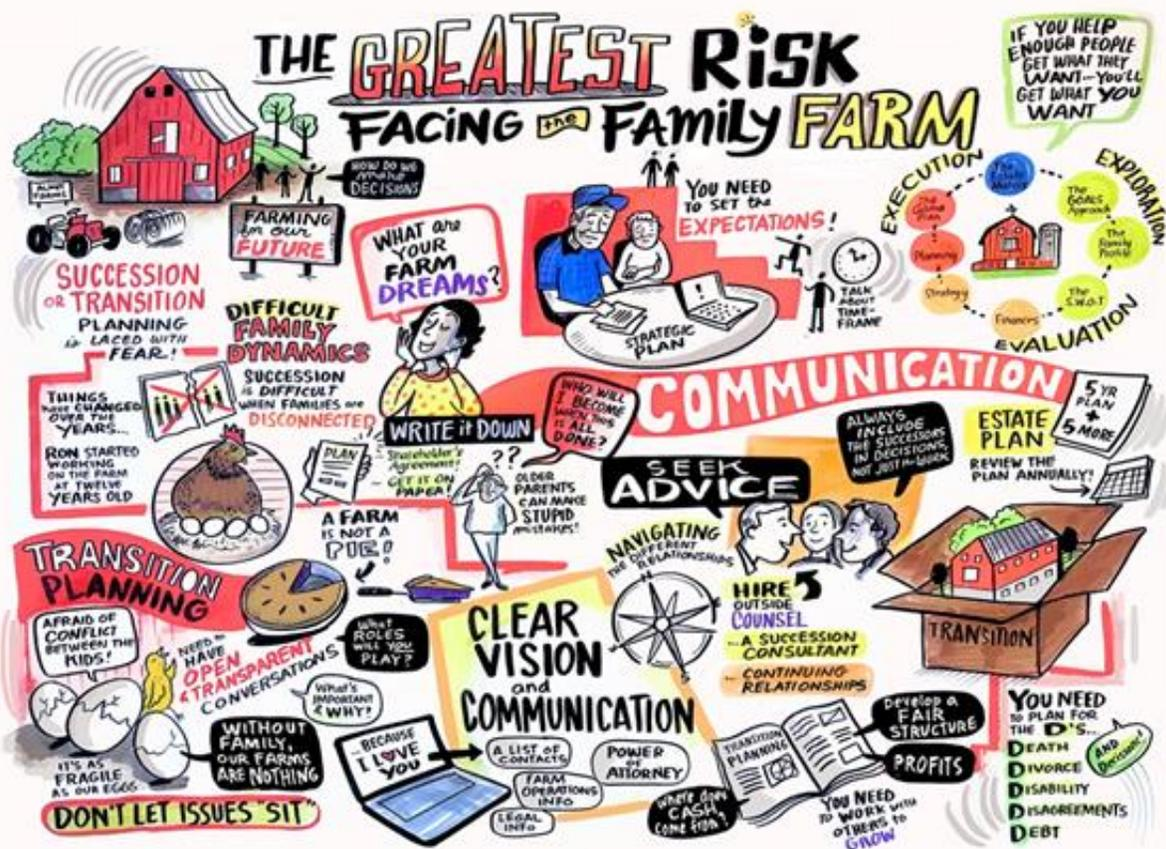 THE GREATEST RiSK
FACiNG the FAMiLY FARM
IF YOU HELP
ENOUGH PEOPLE
GET WHAT THEY
WANT...YOU'LL
GET WHAT YOU
WANT
HOW DO WE
MAKE
DECISIONS
FARMING
for our
FUTURE
SUCCESSION
OR TRANSITION
PLANNING
is LACED WITH
FEAR!
WHAT ARE
YOUR
FARM
DREAMS?
DIFFICULT
FAMILY
DYNAMICS
SUCCESSION
is DIFFICULT
WHEN FAMILIES are
DISCONNECTED
YOU NEED
TO SET the
EXPECTATIONS!
TALK
ABOUT
TIME-
FRAME
STRATEGIC
PLAN
EXECUTION
EXPLORATION
EVALUATION
The
GOALS
Approach
The
Family
Profile
The
S.W.O.T
Finances
Strategy
Planning
The
Game
Plan
THINGS
have CHANGED
OVER THE
YEARS...
RON STARTED
WORKING
ON THE FARM
AT TWELVE
YEARS OLD
WRITE it DOWN
PLAN
GET IT ON
PAPER!
WHO WILL
I BECOME
WHEN THIS
IS ALL
DONE?
??
OLDER
PARENTS
CAN MAKE
STUPID
MISTAKES!
COMMUNICATION
5 YR
PLAN
+
5 MORE
ESTATE
PLAN
REVIEW THE
PLAN ANNUALLY!
ALWAYS
INCLUDE
THE SUCCESSORS
IN DECISIONS,
NOT JUST the WORK
SEEK
ADVICE
NAVIGATING
THE DIFFERENT
RELATIONSHIPS
N
E
S
HIRE
OUTSIDE
COUNSEL
... A SUCCESSION
CONSULTANT
... CONTINUING
RELATIONSHIPS
TRANSITION
TRANSITION
PLANNING
A FARM
IS NOT A
PIE!
AFRAID OF
CONFLICT
BETWEEN THE
KIDS!
NEED to
HAVE
OPEN
& TRANSPARENT
CONVERSATIONS
What
ROLES
WILL YOU
PLAY?
What's
IMPORTANT
& WHY?
WITHOUT
FAMILY,
OUR FARMS
ARE NOTHING
IT'S AS
FRAGILE
AS OUR EGGS
DON'T LET ISSUES "SIT"
CLEAR
VISION
and
COMMUNICATION
...BECAUSE
I LOVE
YOU
A LIST OF
CONTACTS
FARM
OPERATIONS
INFO
LEGAL
INFO
POWER
OF
ATTORNEY
TRANSITION
PLANNING
Develop a
FAIR
STRUCTURE
PROFITS
Where does
CASH
come from?
YOU NEED
TO WORK WITH
OTHERS to
GROW
YOU NEED
TO PLAN FOR
THE D'S...
DEATH
DIVORCE
DISABILITY
DISAGREEMENTS
DEBT
AND
Decisions!